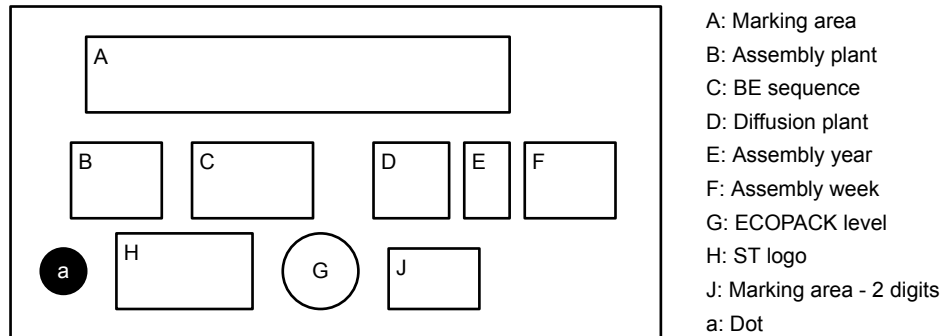 A
B C D E F
a H G J
A: Marking area
B: Assembly plant
C: BE sequence
D: Diffusion plant
E: Assembly year
F: Assembly week
G: ECOPACK level
H: ST logo
J: Marking area - 2 digits
a: Dot